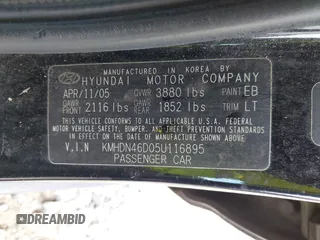 MANUFACTURED IN KOREA BY
HYUNDAI MOTOR COMPANY
APR/11/05 GVWR 3880 lbs PAINT EB
GAWR FRONT 2116 lbs GAWR REAR 1852 lbs TRIM LT
THIS VEHICLE CONFORMS TO ALL APPLICABLE U.S.A. FEDERAL
MOTOR VEHICLE SAFETY, BUMPER, AND THEFT PREVENTION
STANDARDS IN EFFECT ON THE DATE OF MANUFACTURE
SHOWN ABOVE.
V.I.N KMHDN46D05U116895
PASSENGER CAR
RIDESAFELY.COM